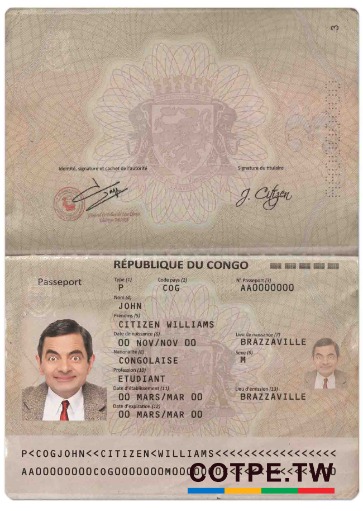 3
Identité, signature et cachet de l'autorité
Signature du titulaire
J. Citizen
RÉPUBLIQUE DU CONGO
Passeport
Type (1)
Code pays (2)
N° Passeport (3)
P
COG
AA0000000
Nom (4)
JOHN
Prénoms (5)
CITIZEN WILLIAMS
Date de naissance (6)
Lieu de naissance (7)
00 NOV/NOV 00
BRAZZAVILLE
Nationalité (8)
Sexe (9)
CONGOLAISE
M
Profession (10)
ETUDIANT
Date d'établissement (11)
Lieu d'émission (13)
00 MARS/MAR 00
BRAZZAVILLE
Date d'expiration (12)
00 MARS/MAR 00
P<COGJOHN<<CITIZEN<WILLIAMS<<<<<<<<<<<<<<<<<
COTPE.TW